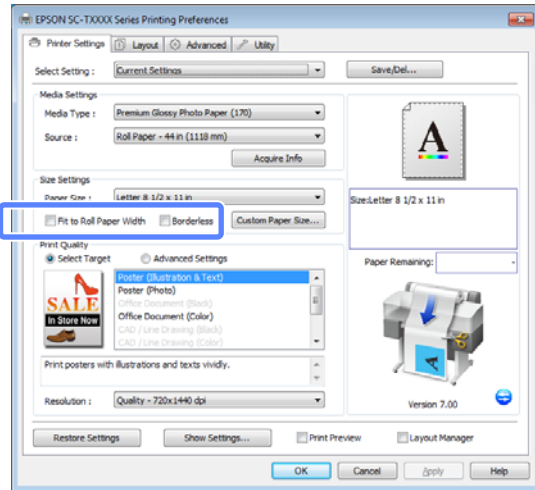 EPSON SC-TXXXX Series Printing Preferences
Printer Settings Layout Advanced Utility
Select Setting : Current Settings Save/Del...
Media Settings
Media Type : Premium Glossy Photo Paper (170)
Source : Roll Paper - 44 in (1118 mm)
Acquire Info
A
Size Settings
Paper Size : Letter 8 1/2 x 11 in
Size:Letter 8 1/2 x 11 in
Fit to Roll Paper Width Borderless Custom Paper Size...
Print Quality
Select Target Advanced Settings
Paper Remaining:
SALE
In Store Now
Poster (Illustration & Text)
Poster (Photo)
Office Document (Black)
Office Document (Color)
CAD / Line Drawing (Black)
CAD / Line Drawing (Color)
A
Print posters with illustrations and texts vividly.
Resolution : Quality - 720x1440 dpi
Version 7.00
Restore Settings Show Settings... Print Preview Layout Manager
OK Cancel Apply Help